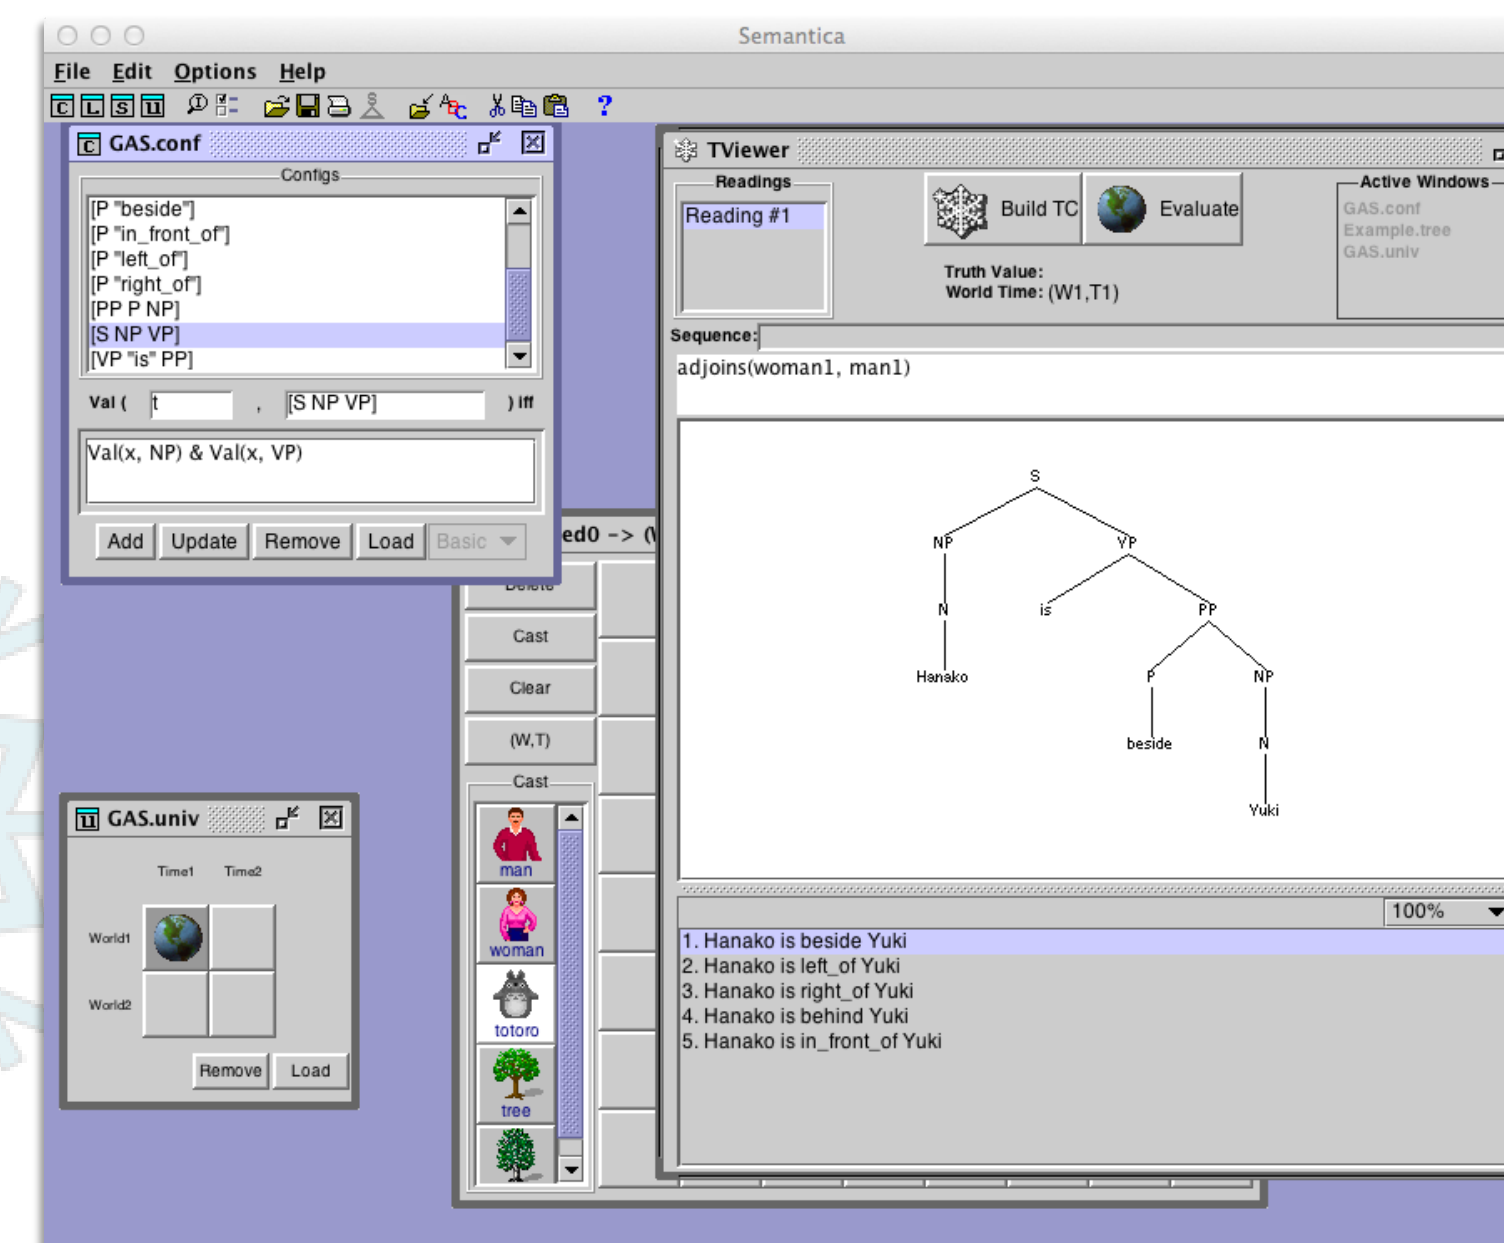 Semantica
File Edit Options Help
C L S U
?
GAS.conf
Configs
[P "beside"]
[P "in_front_of"]
[P "left_of"]
[P "right_of"]
[PP P NP]
[S NP VP]
[VP "is" PP]
Val ( t , [S NP VP] ) iff
Val(x, NP) & Val(x, VP)
Add Update Remove Load Basic
TViewer
Readings
Reading #1
Build TC
Evaluate
Truth Value:
World Time: (W1,T1)
Active Windows
GAS.conf
Example.tree
GAS.univ
Sequence:
adjoins(woman1, man1)
S
NP VP
N is PP
Hanako P NP
beside N
Yuki
100%
1. Hanako is beside Yuki
2. Hanako is left_of Yuki
3. Hanako is right_of Yuki
4. Hanako is behind Yuki
5. Hanako is in_front_of Yuki
ed0 -> (
Delete
Cast
Clear
(W,T)
Cast
man
woman
totoro
tree
GAS.univ
Time1 Time2
World1
World2
Remove Load